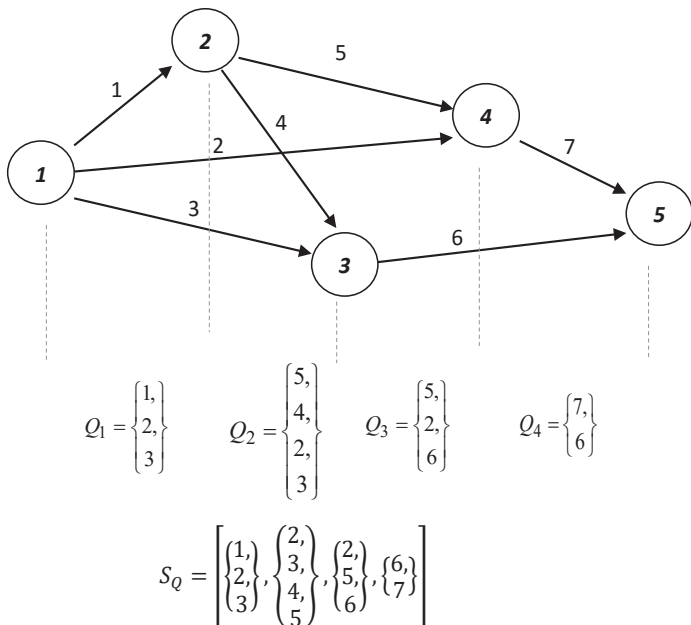 2
5
1
4
4
2
7
1
5
3
6
3
Q₁ = {1, 2, 3}
Q₂ = {5, 4, 2, 3}
Q₃ = {5, 2, 6}
Q₄ = {7, 6}
S_Q = [{1, 2, 3}, {2, 3, 4, 5}, {2, 5, 6}, {6, 7}]